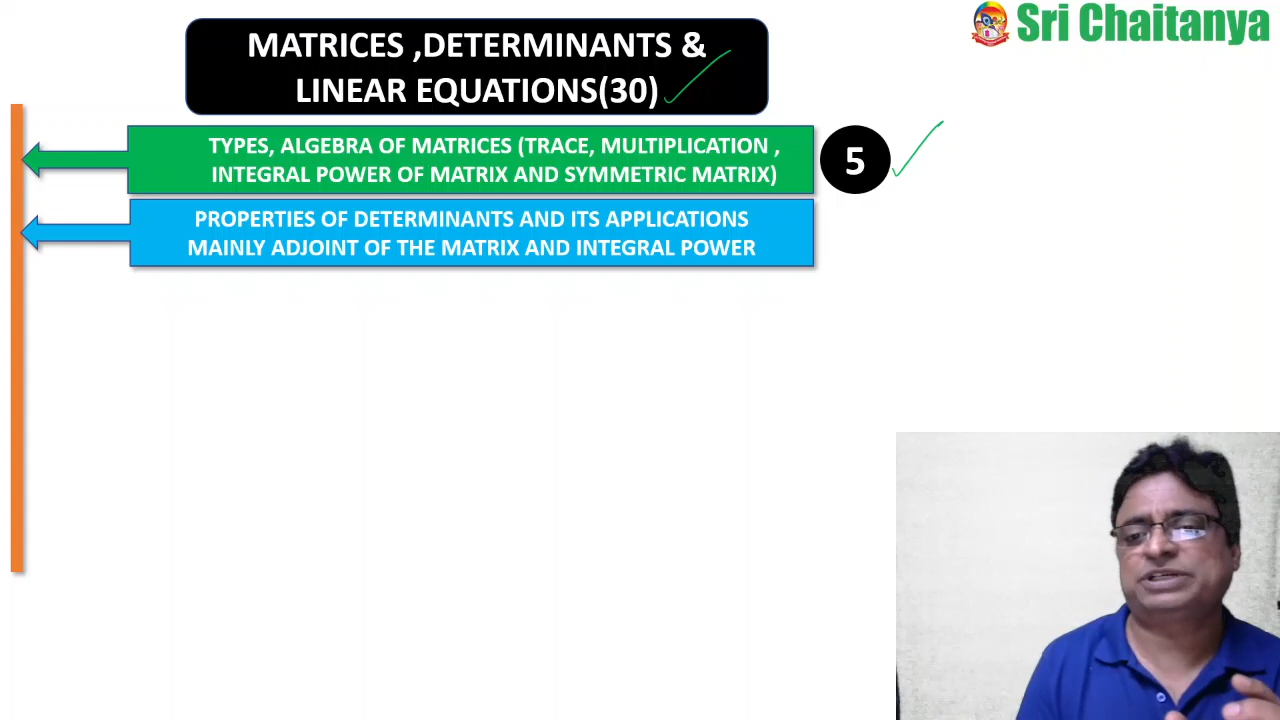 Sri Chaitanya
MATRICES ,DETERMINANTS &
LINEAR EQUATIONS(30)
TYPES, ALGEBRA OF MATRICES (TRACE, MULTIPLICATION ,
INTEGRAL POWER OF MATRIX AND SYMMETRIC MATRIX)
5
PROPERTIES OF DETERMINANTS AND ITS APPLICATIONS
MAINLY ADJOINT OF THE MATRIX AND INTEGRAL POWER